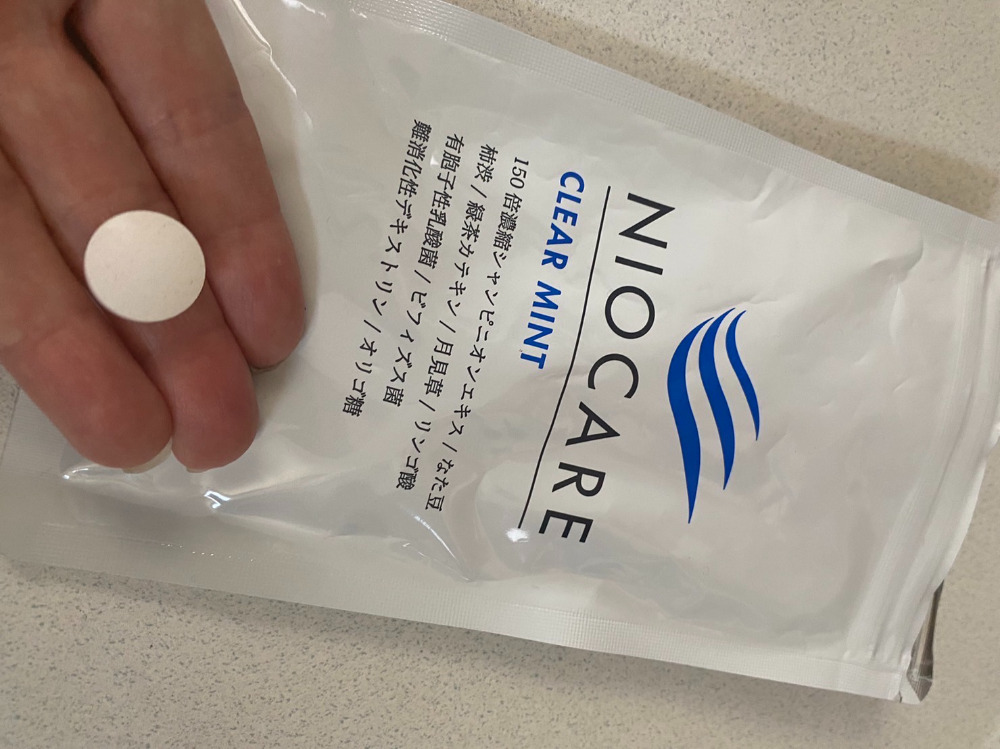 NIOCARE
CLEAR MINT
150倍濃縮シャンピニオンエキス/なた豆
柿渋/緑茶カテキン/月見草/リンゴ酸
有胞子性乳酸菌/ビフィズス菌
難消化性デキストリン/オリゴ糖